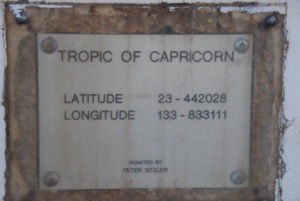 TROPIC OF CAPRICORN
LATITUDE 23-442028
LONGITUDE 133-833111
DONATED BY
PETER SITZLER